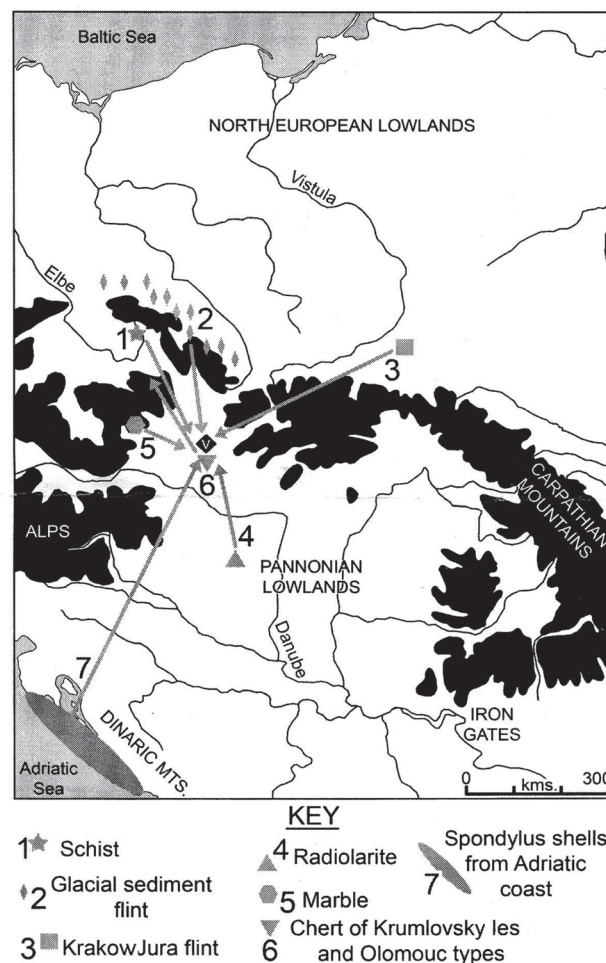 Baltic Sea
NORTH EUROPEAN LOWLANDS
Vistula
Elbe
1
2
3
V
5
6
CARPATHIAN
MOUNTAINS
ALPS
4
PANNONIAN
LOWLANDS
Danube
7
DINARIC MTS.
IRON
GATES
Adriatic
Sea
0 300
kms.
KEY
1 Schist
2 Glacial sediment
flint
3 KrakowJura flint
4 Radiolarite
5 Marble
6 Chert of Krumlovsky les
and Olomouc types
7 Spondylus shells
from Adriatic
coast